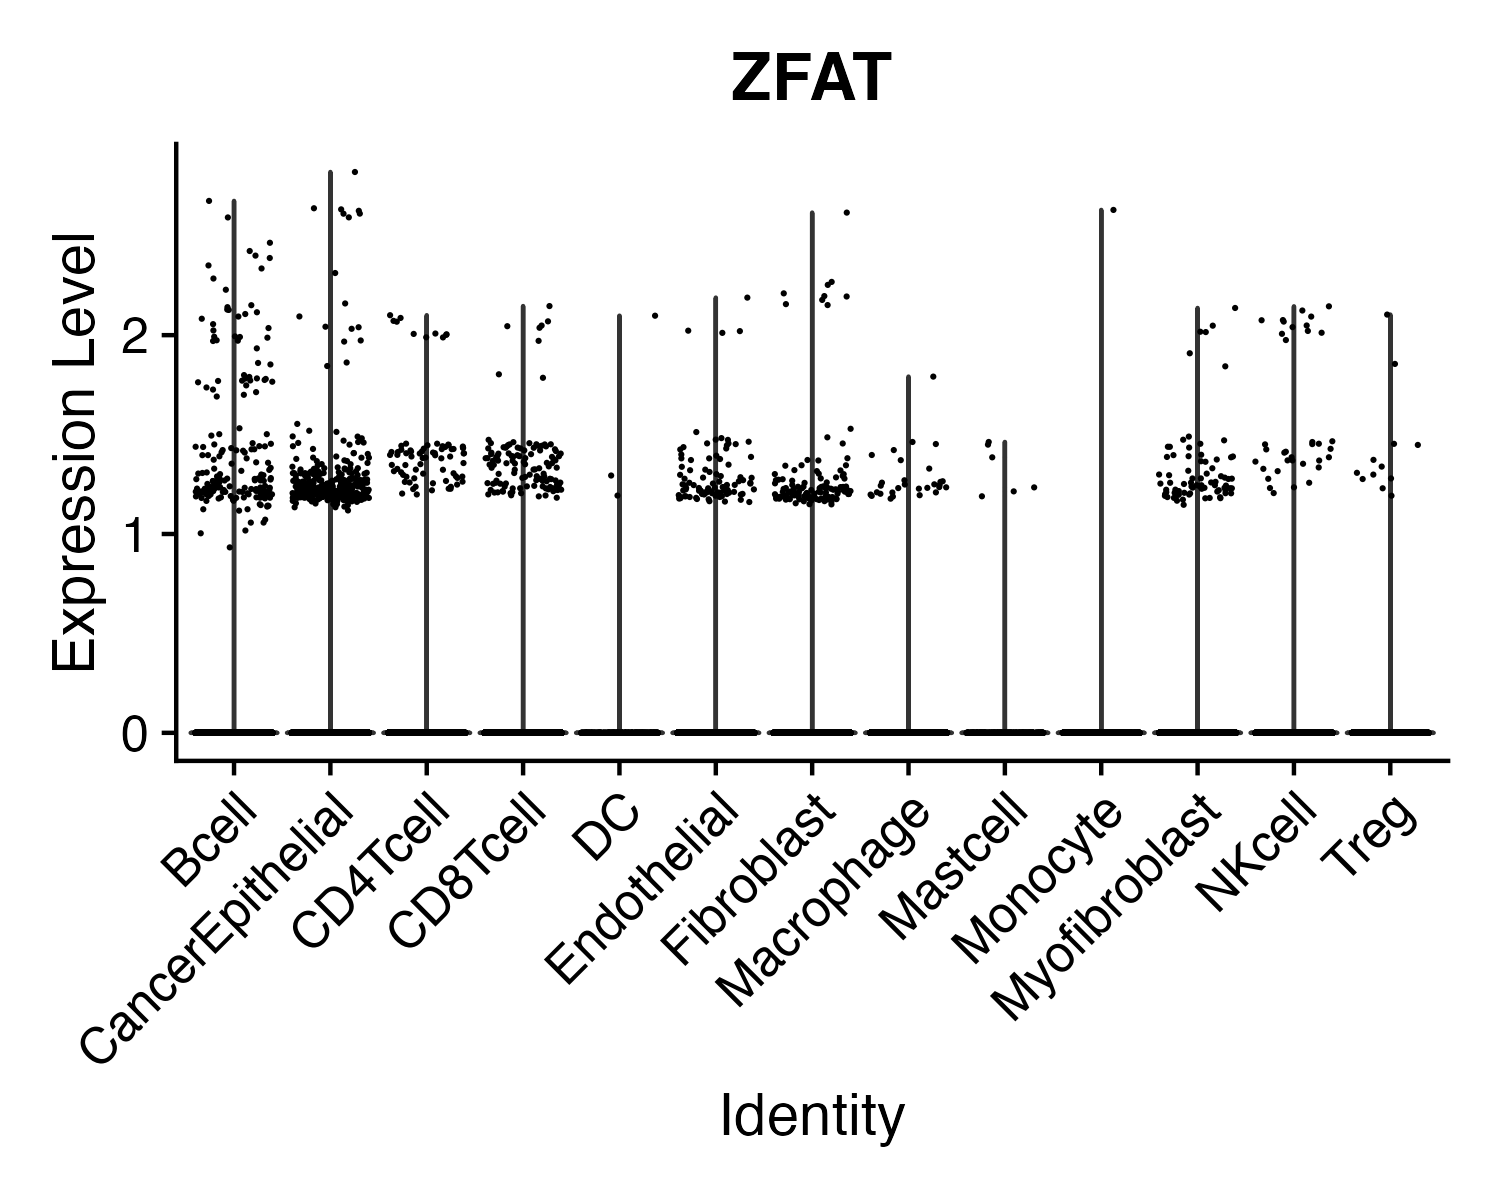 ZFAT
Expression Level
2
1
0
Bcell
CancerEpithelial
CD4Tcell
CD8Tcell
DC
Endothelial
Fibroblast
Macrophage
Mastcell
Monocyte
Myofibroblast
NKcell
Treg
Identity